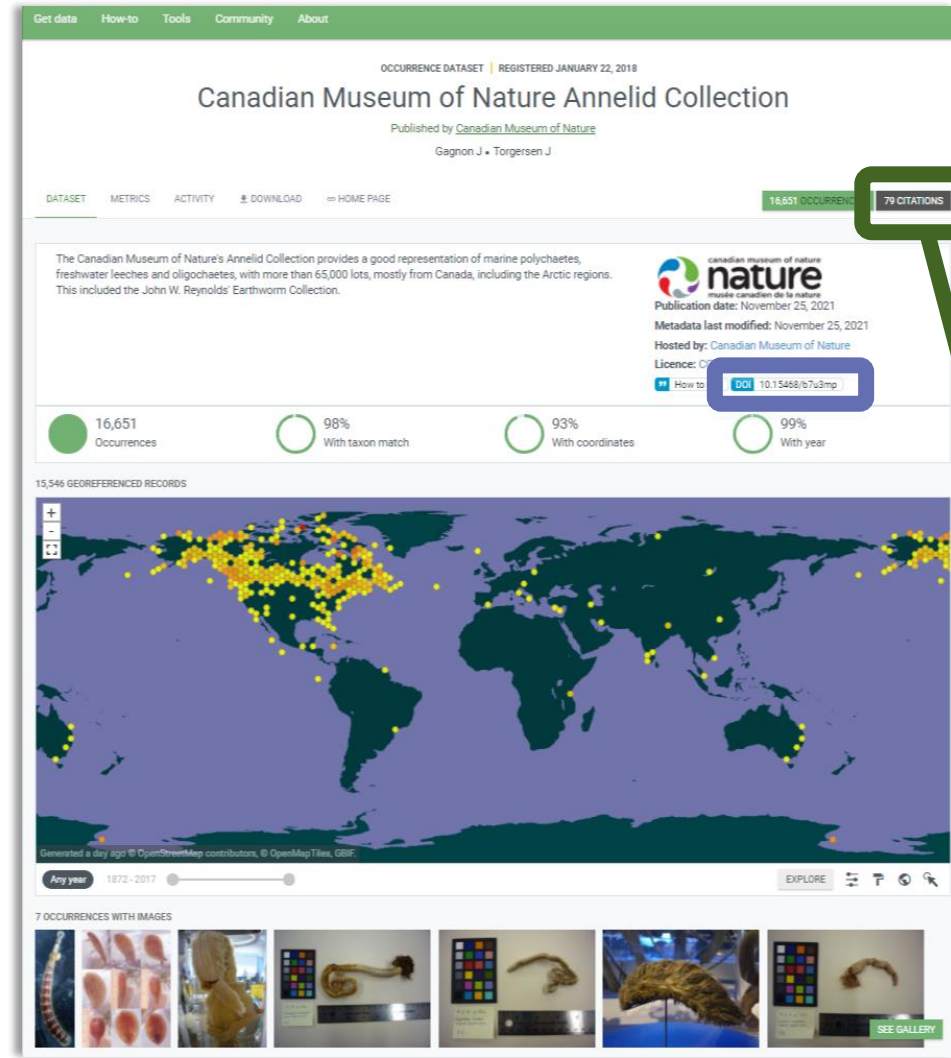 Get data How-to Tools Community About
OCCURRENCE DATASET | REGISTERED JANUARY 22, 2018
Canadian Museum of Nature Annelid Collection
Published by Canadian Museum of Nature
Gagnon J • Torgersen J
DATASET METRICS ACTIVITY DOWNLOAD HOME PAGE 16,651 79 CITATIONS
The Canadian Museum of Nature's Annelid Collection provides a good representation of marine polychaetes,
freshwater leeches and oligochaetes, with more than 65,000 lots, mostly from Canada, including the Arctic regions.
This included the John W. Reynolds' Earthworm Collection.
canadian museum of nature
nature
musée canadien de la nature
Publication date: November 25, 2021
Metadata last modified: November 25, 2021
Hosted by: Canadian Museum of Nature
Licence:
How to DOI 10.15468/b7u3mp
16,651
Occurrences
98%
With taxon match
93%
With coordinates
99%
With year
15,546 GEOREFERENCED RECORDS
+
-
Generated a day ago © OpenStreetMap contributors, © OpenMapTiles, GBIF.
Any year 1872 - 2017 EXPLORE
7 OCCURRENCES WITH IMAGES
SEE GALLERY